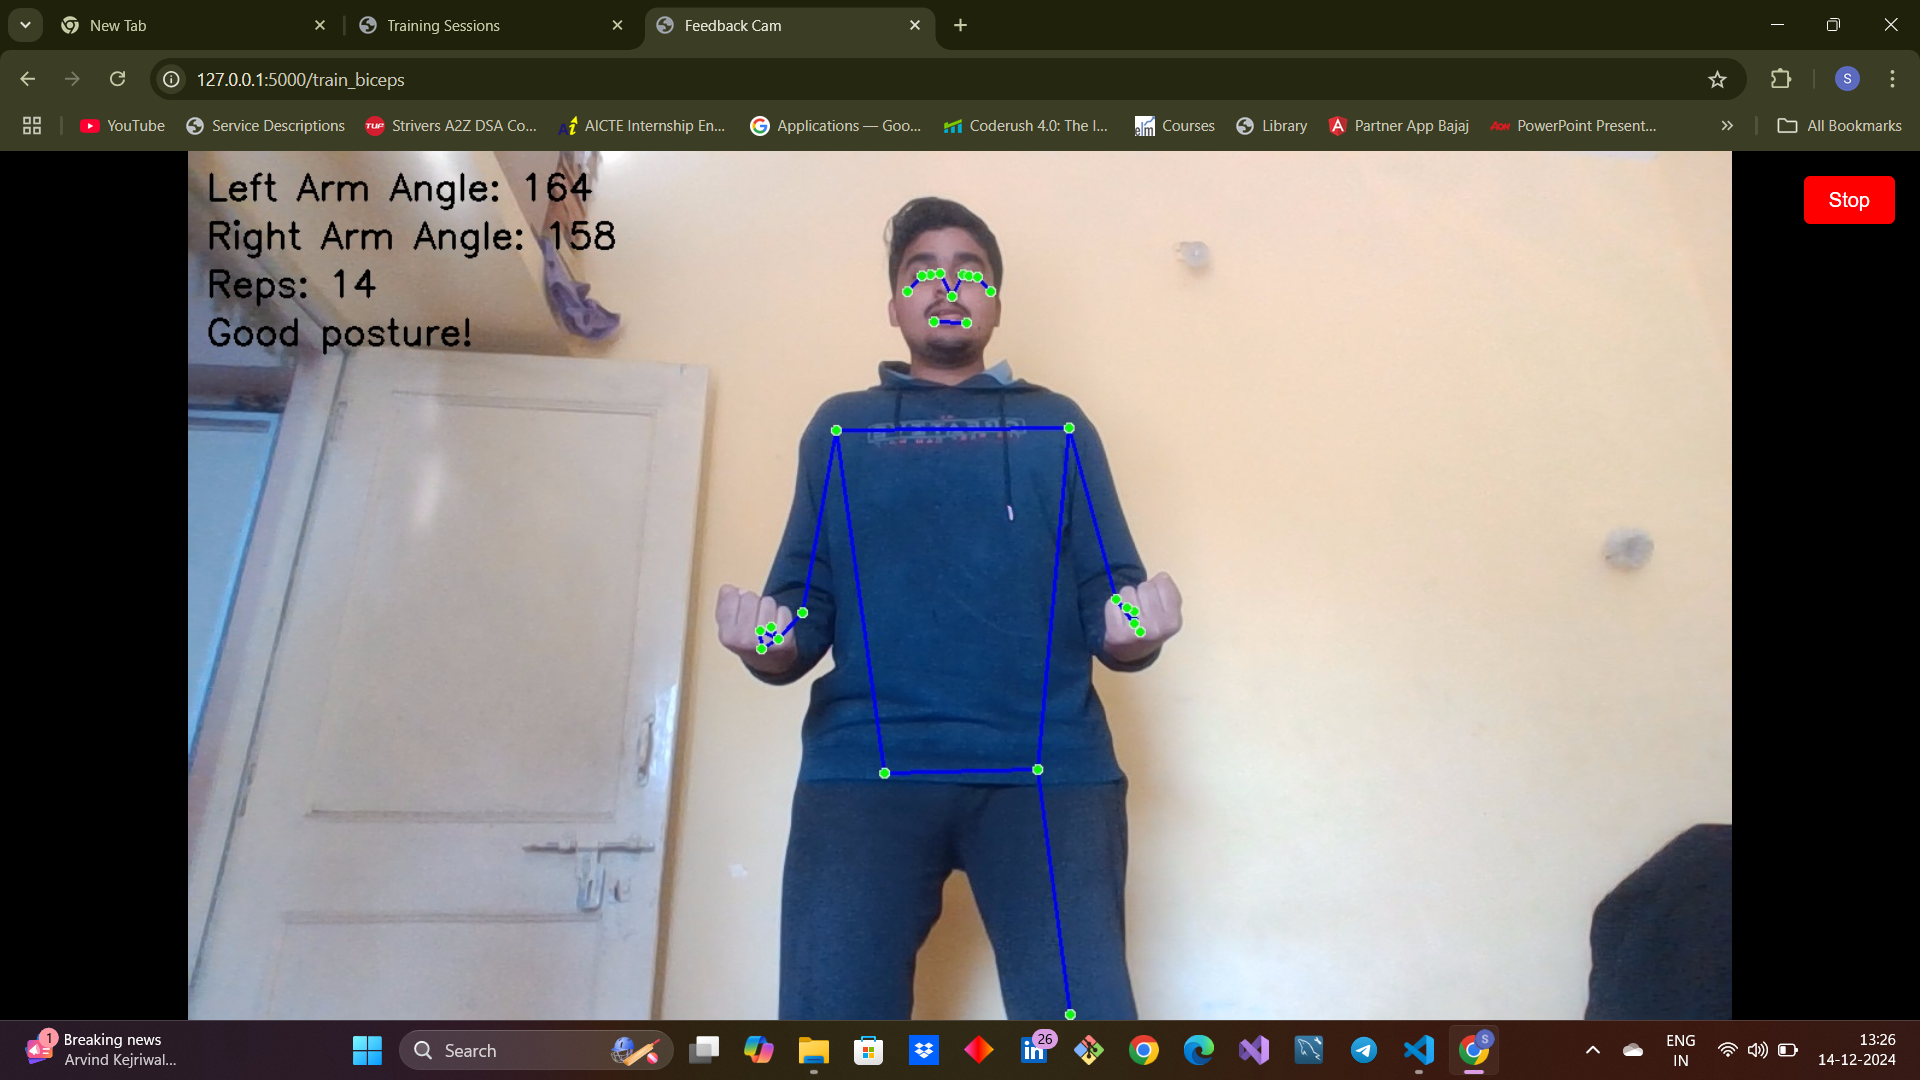 New Tab
Training Sessions
Feedback Cam
127.0.0.1:5000/train_biceps
S
YouTube
Service Descriptions
Strivers A2Z DSA Co...
AICTE Internship En...
Applications — Goo...
Coderush 4.0: The I...
Courses
Library
Partner App Bajaj
PowerPoint Present...
All Bookmarks
Left Arm Angle: 164
Right Arm Angle: 158
Reps: 14
Good posture!
Stop
1
Breaking news
Arvind Kejriwal...
Search
26
S
ENG
IN
13:26
14-12-2024